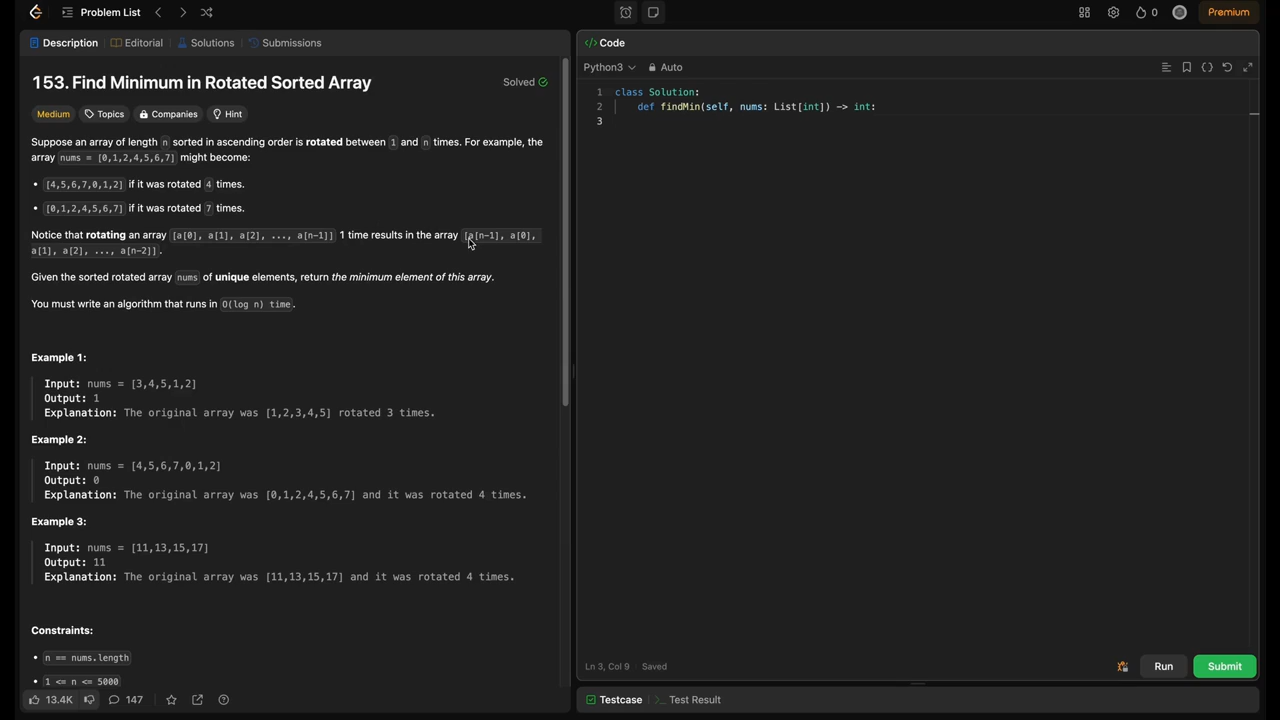 Problem List
0
Premium
Description
Editorial
Solutions
Submissions
153. Find Minimum in Rotated Sorted Array
Solved
Medium
Topics
Companies
Hint
Suppose an array of length n sorted in ascending order is rotated between 1 and n times. For example, the
array nums = [0,1,2,4,5,6,7] might become:
• [4,5,6,7,0,1,2] if it was rotated 4 times.
• [0,1,2,4,5,6,7] if it was rotated 7 times.
Notice that rotating an array [a[0], a[1], a[2], ..., a[n-1]] 1 time results in the array [a[n-1], a[0],
a[1], a[2], ..., a[n-2]].
Given the sorted rotated array nums of unique elements, return the minimum element of this array.
You must write an algorithm that runs in O(log n) time.
Example 1:
Input: nums = [3,4,5,1,2]
Output: 1
Explanation: The original array was [1,2,3,4,5] rotated 3 times.
Example 2:
Input: nums = [4,5,6,7,0,1,2]
Output: 0
Explanation: The original array was [0,1,2,4,5,6,7] and it was rotated 4 times.
Example 3:
Input: nums = [11,13,15,17]
Output: 11
Explanation: The original array was [11,13,15,17] and it was rotated 4 times.
Constraints:
• n == nums.length
• 1 <= n <= 5000
13.4K
147
</> Code
Python3
Auto
1 class Solution:
2 def findMin(self, nums: List[int]) -> int:
3
Ln 3, Col 9
Saved
Run
Submit
Testcase
Test Result